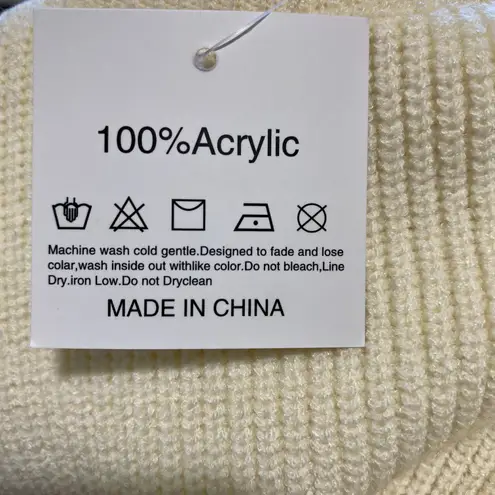 100%Acrylic
Machine wash cold gentle.Designed to fade and lose
colar,wash inside out withlike color.Do not bleach,Line
Dry.iron Low.Do not Dryclean
MADE IN CHINA